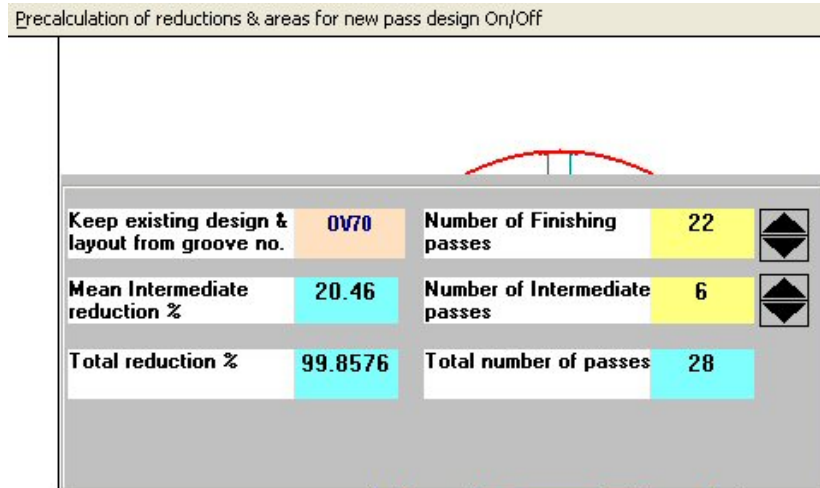 Precalculation of reductions & areas for new pass design On/Off
Keep existing design &
layout from groove no.
OV70
Number of Finishing
passes
22
Mean Intermediate
reduction %
20.46
Number of Intermediate
passes
6
Total reduction %
99.8576
Total number of passes
28